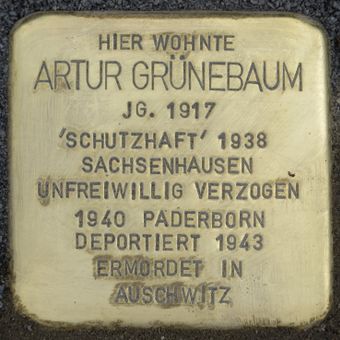 HIER WOHNTE
ARTUR GRÜNEBAUM
JG. 1917
'SCHUTZHAFT' 1938
SACHSENHAUSEN
UNFREIWILLIG VERZOGEN
1940 PADERBORN
DEPORTIERT 1943
ERMORDET IN
AUSCHWITZ